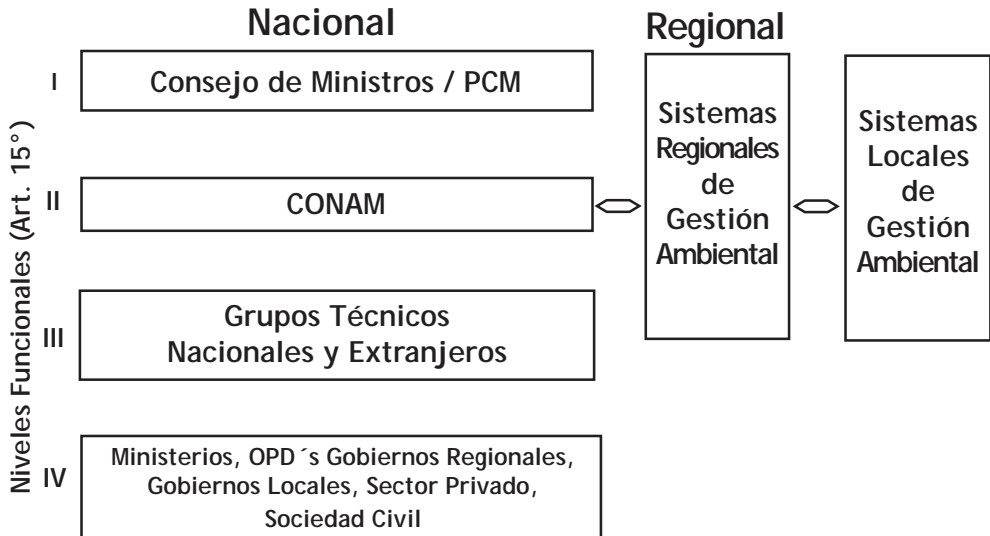 Nacional
Regional
Niveles Funcionales (Art. 15°)
I
Consejo de Ministros / PCM
II
CONAM
III
Grupos Técnicos
Nacionales y Extranjeros
IV
Ministerios, OPD´s Gobiernos Regionales,
Gobiernos Locales, Sector Privado,
Sociedad Civil
Sistemas
Regionales
de
Gestión
Ambiental
Sistemas
Locales
de
Gestión
Ambiental